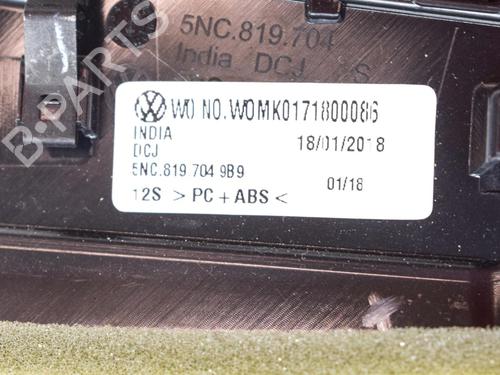 5NC.819.704
India DCJ
WO NO.WOMK0171800086
INDIA
18/01/2018
DCJ
5NC.819 704 9B9
01/18
12S > PC + ABS <
B-PARTS